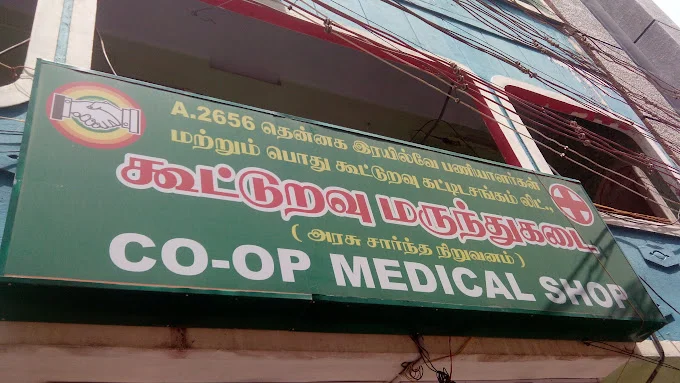 A.2656 தென்னக இரயில்வே பணியாளர்கள்
மற்றும் பொது கூட்டுறவு கட்டிடசங்கம் லிட்.,
கூட்டுறவு மருந்துகடை,
( அரசு சார்ந்த நிறுவனம் )
CO-OP MEDICAL SHOP